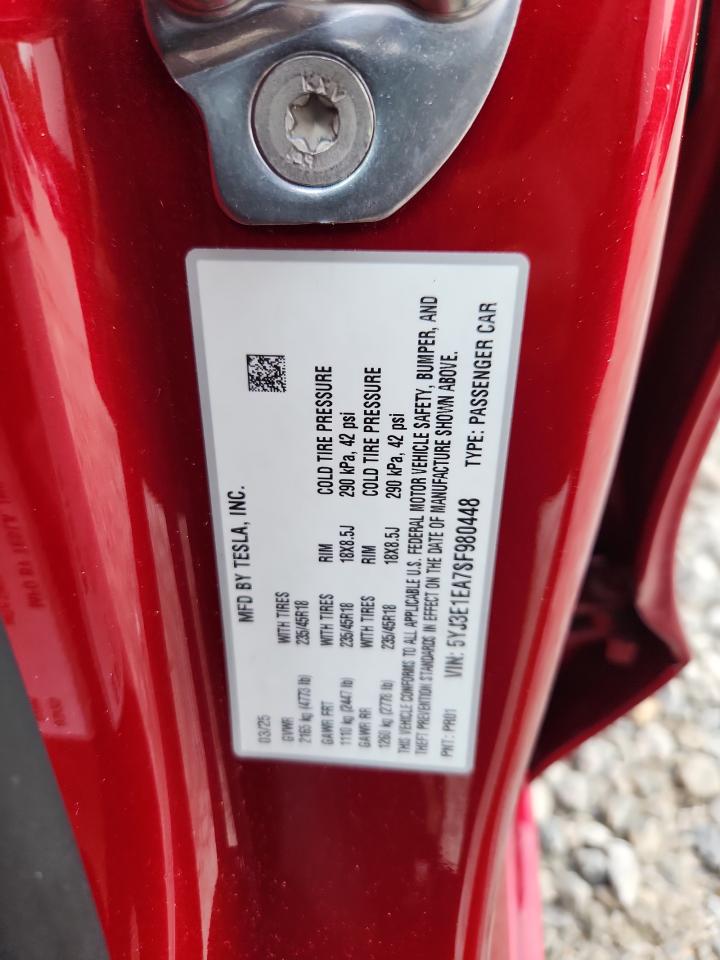 MFD BY TESLA, INC.
03/25
GVWR WITH TIRES RIM COLD TIRE PRESSURE
2165 kg (4773 lb) 235/45R18 18X8.5J 290 kPa, 42 psi
GAWR FRT WITH TIRES RIM COLD TIRE PRESSURE
1110 kg (2447 lb) 235/45R18 18X8.5J 290 kPa, 42 psi
GAWR RR
1260 kg (2778 lb) 235/45R18
THIS VEHICLE CONFORMS TO ALL APPLICABLE U.S. FEDERAL MOTOR VEHICLE SAFETY, BUMPER, AND
THEFT PREVENTION STANDARDS IN EFFECT ON THE DATE OF MANUFACTURE SHOWN ABOVE.
PNT: PR01 VIN: 5YJ3E1EA7SF980448 TYPE: PASSENGER CAR